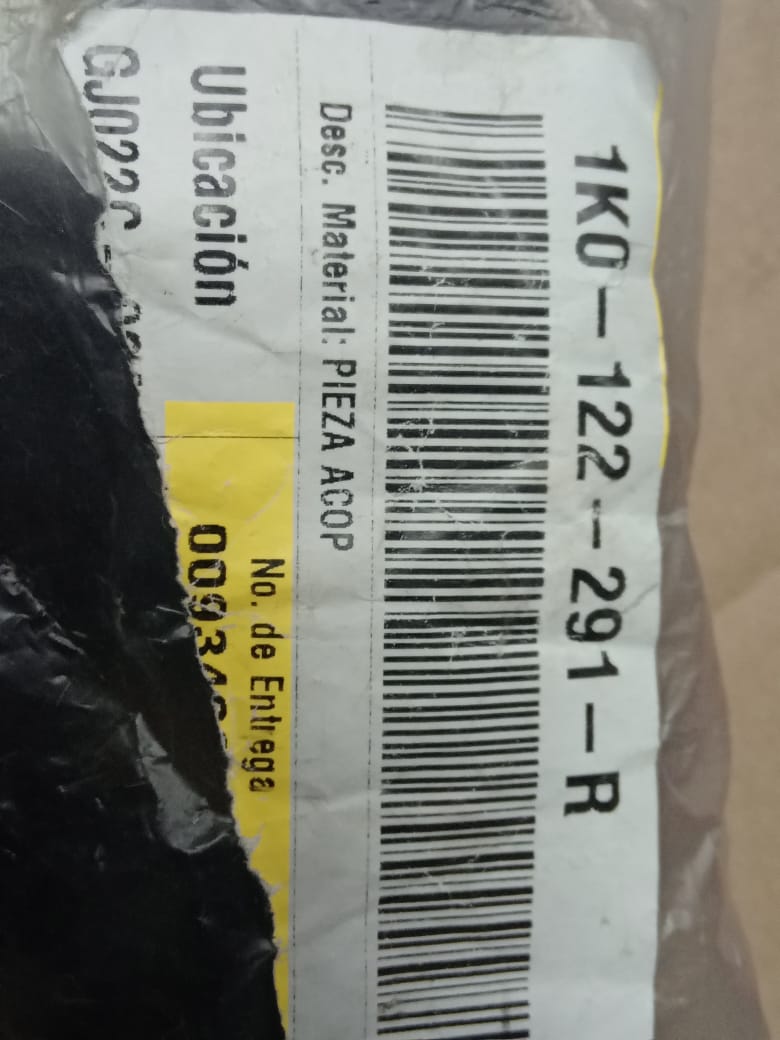 1K0-122-291-R
Desc. Material: PIEZA ACOP
Ubicación
No. de Entrega